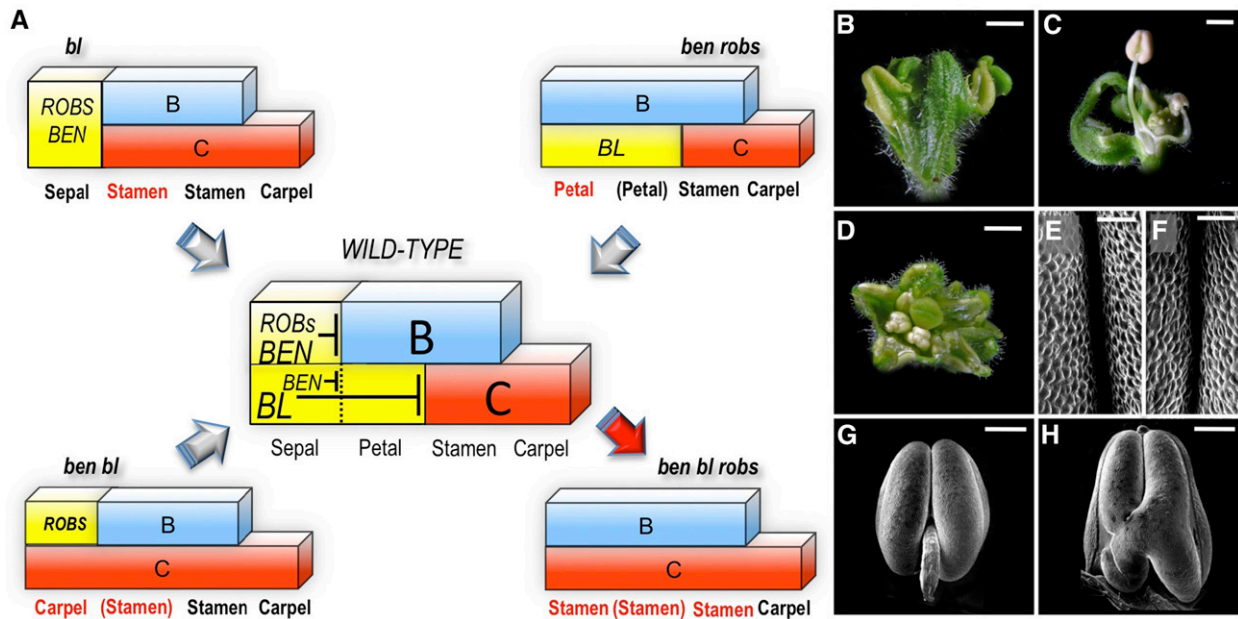 A
bl
ROBS
BEN
B
C
Sepal Stamen Stamen Carpel
ben robs
B
BL
C
Petal (Petal) Stamen Carpel
WILD-TYPE
ROBs
BEN
B
BEN
BL
C
Sepal Petal Stamen Carpel
ben bl
ROBS
B
C
Carpel (Stamen) Stamen Carpel
ben bl robs
B
C
Stamen (Stamen) Stamen Carpel
B
C
D
E
F
G
H